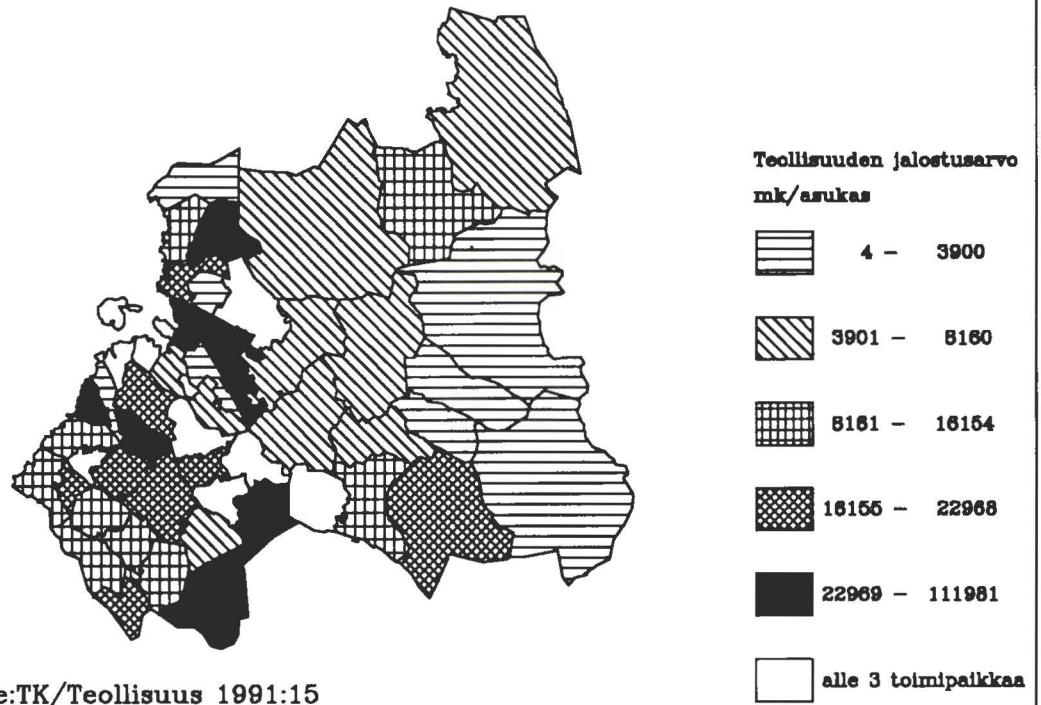 Teollisuuden jalostusarvo
mk/asukas
4 – 3900
3901 – 8160
8161 – 16154
16155 – 22968
22969 – 111981
alle 3 toimipaikkaa
e:TK/Teollisuus 1991:15